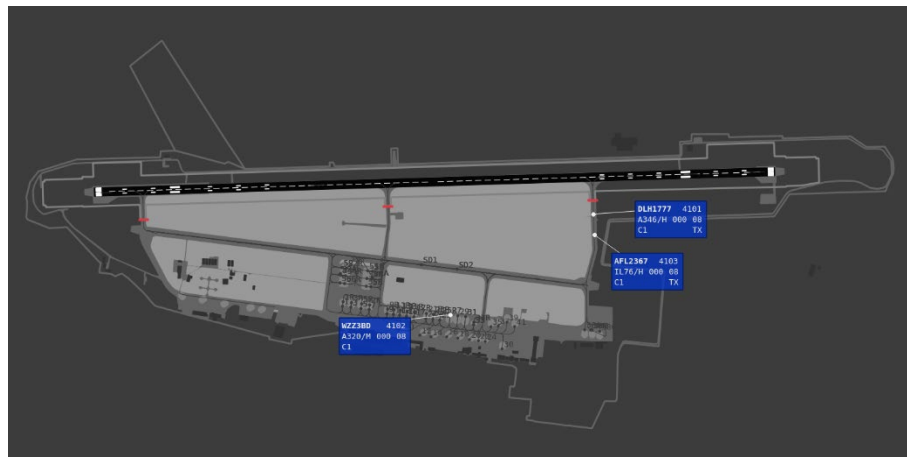 DLH1777 4101
A346/H 000 08
C1 TX
AFL2367 4103
IL76/H 000 08
C1 TX
SD1 SD2
WZZ3BD 4102
A320/M 000 08
C1